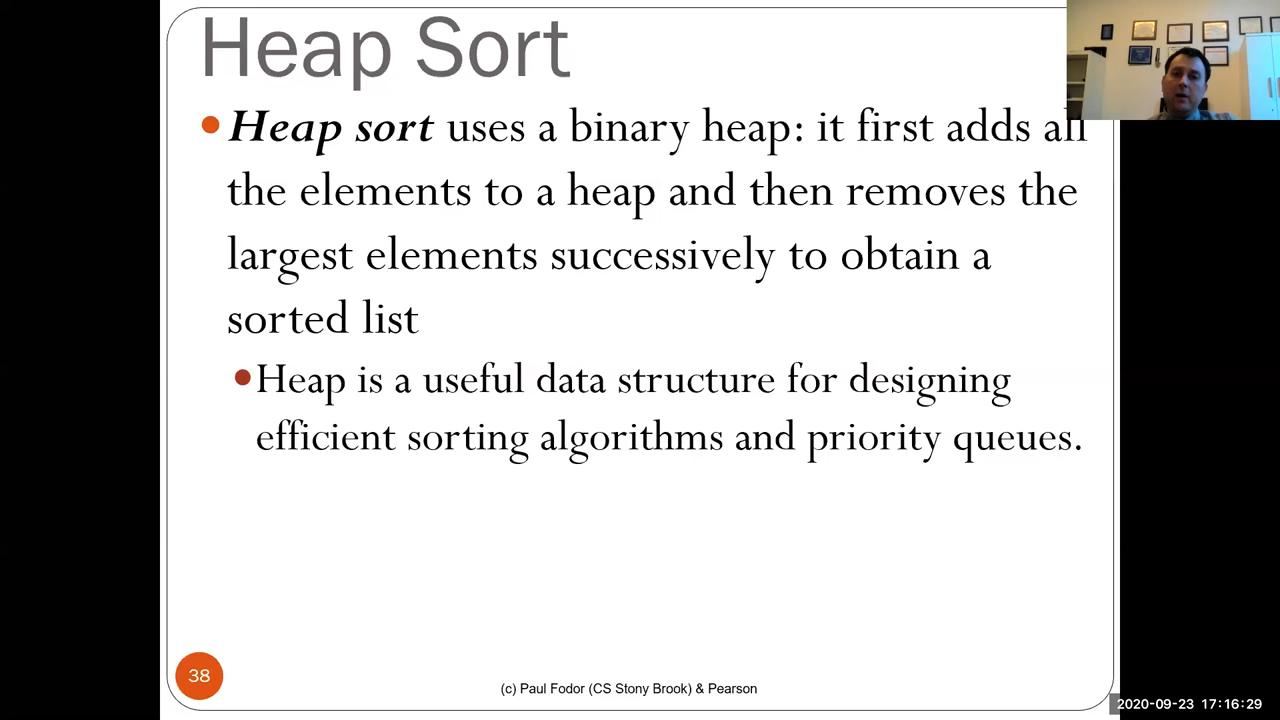 Heap Sort
• Heap sort uses a binary heap: it first adds all
the elements to a heap and then removes the
largest elements successively to obtain a
sorted list
• Heap is a useful data structure for designing
efficient sorting algorithms and priority queues.
38
(c) Paul Fodor (CS Stony Brook) & Pearson
2020-09-23 17:16:29